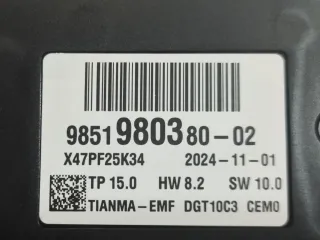 9851980380-02
X47PF25K34 2024-11-01
TP 15.0 HW 8.2 SW 10.0
TIANMA-EMF DGT10C3 CEM0